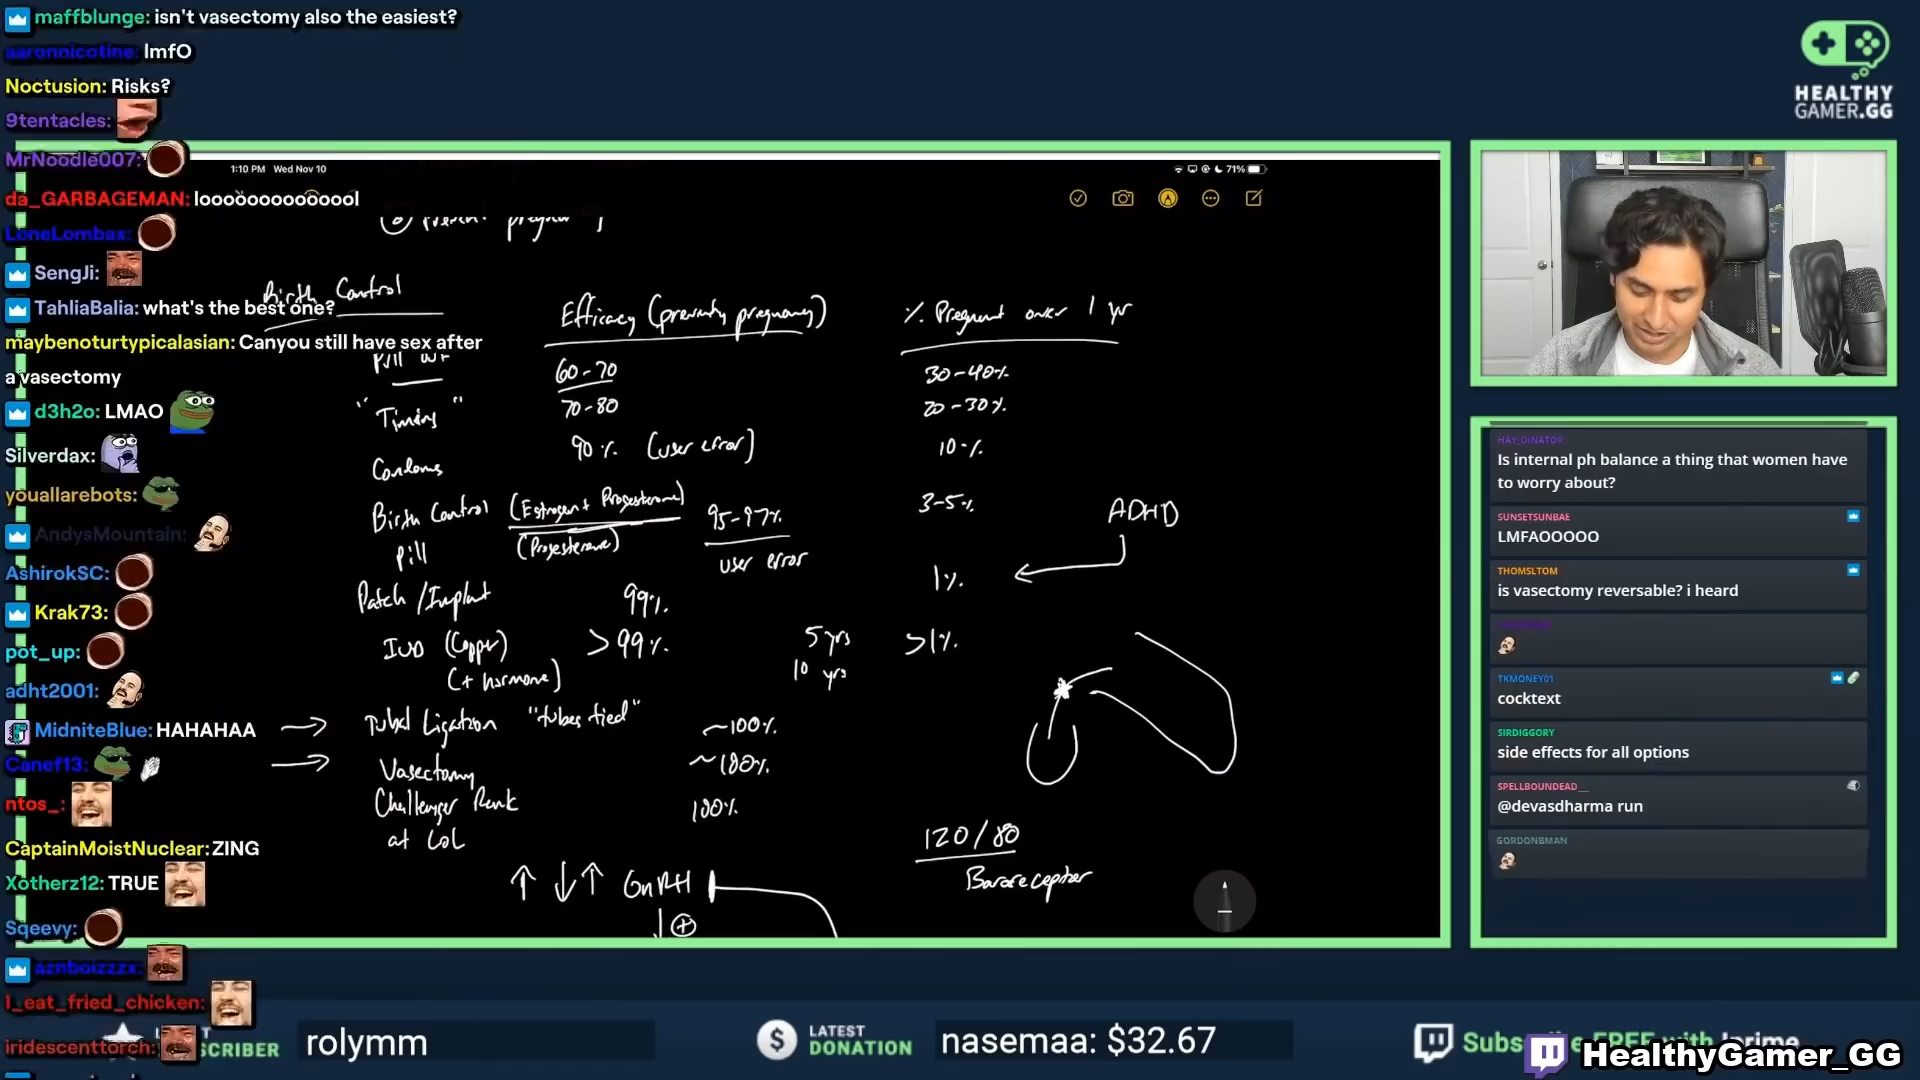 maffblunge: isn't vasectomy also the easiest?
aaronnicotine: lmfO
Noctusion: Risks?
9tentacles:
MrNoodle007:
da_GARBAGEMAN: looooooooooool
LoneLombax:
SengJi:
TahliaBalia: what's the best one?
maybenoturtypicalasian: Canyou still have sex after
a vasectomy
d3h2o: LMAO
Silverdax:
youallarebots:
AndysMountain:
AshirokSC:
Krak73:
pot_up:
adht2001:
MidniteBlue: HAHAHAA
Canef13:
ntos_:
CaptainMoistNuclear: ZING
Xotherz12: TRUE
Sqeevy:
aznboizzzx:
I_eat_fried_chicken:
iridescenttorch:
1:10 PM Wed Nov 10
71%
Birth Control
Efficacy (preventing pregnancy)
% Pregnant over 1 yr
60-70
30-40%
"Timing"
70-80
20-30%
Condoms
90% (user error)
10%
Birth Control Pill
(Estrogen + Progesterone)
(Progesterone)
95-97%
user error
3-5%
ADHD
Patch/Implant
99%
1%
IUD (Copper)
(+ hormone)
>99%
5 yrs
10 yrs
>1%
Tubal Ligation "tubes tied"
~100%
Vasectomy
~100%
Challenger Rank
at LoL
100%
120/80
Baroreceptor
GnRH
+
HEALTHY
GAMER.GG
HAY_DINATOR
Is internal ph balance a thing that women have
to worry about?
SUNSETSUNBAE
LMFAOOOOO
THOMSLTOM
is vasectomy reversable? i heard
TKMONEY01
cocktext
SIRDIGGORY
side effects for all options
SPELLBOUNDEAD__
@devasdharma run
GORDONBMAN
SCRIBER
rolymm
$
LATEST
DONATION
nasemaa: $32.67
HealthyGamer_GG